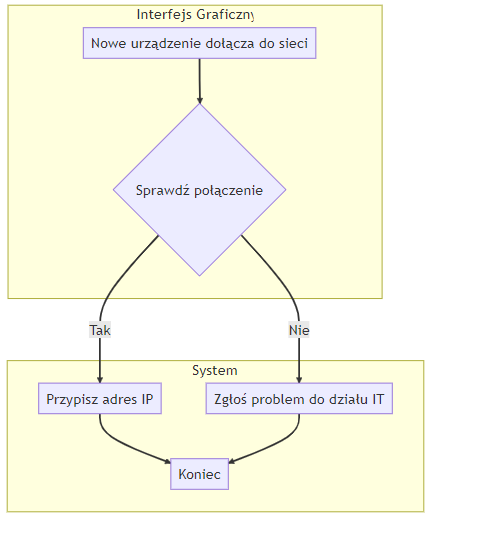 Interfejs Graficzny
Nowe urządzenie dołącza do sieci
Sprawdź połączenie
Tak
Nie
System
Przypisz adres IP
Zgłoś problem do działu IT
Koniec